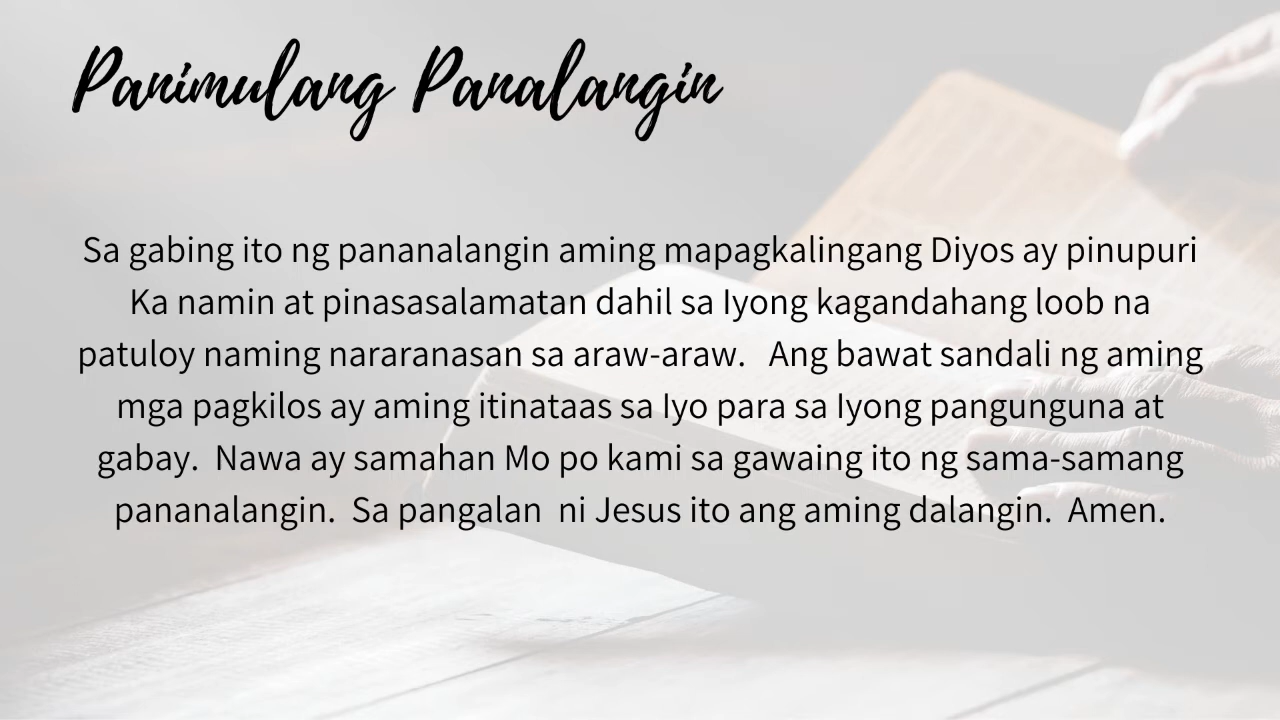 Panimulang Panalangin
Sa gabing ito ng pananalangin aming mapagkalingang Diyos ay pinupuri
Ka namin at pinasasalamatan dahil sa Iyong kagandahang loob na
patuloy naming nararanasan sa araw-araw.   Ang bawat sandali ng aming
mga pagkilos ay aming itinataas sa Iyo para sa Iyong pangunguna at
gabay.  Nawa ay samahan Mo po kami sa gawaing ito ng sama-samang
pananalangin.  Sa pangalan  ni Jesus ito ang aming dalangin.  Amen.